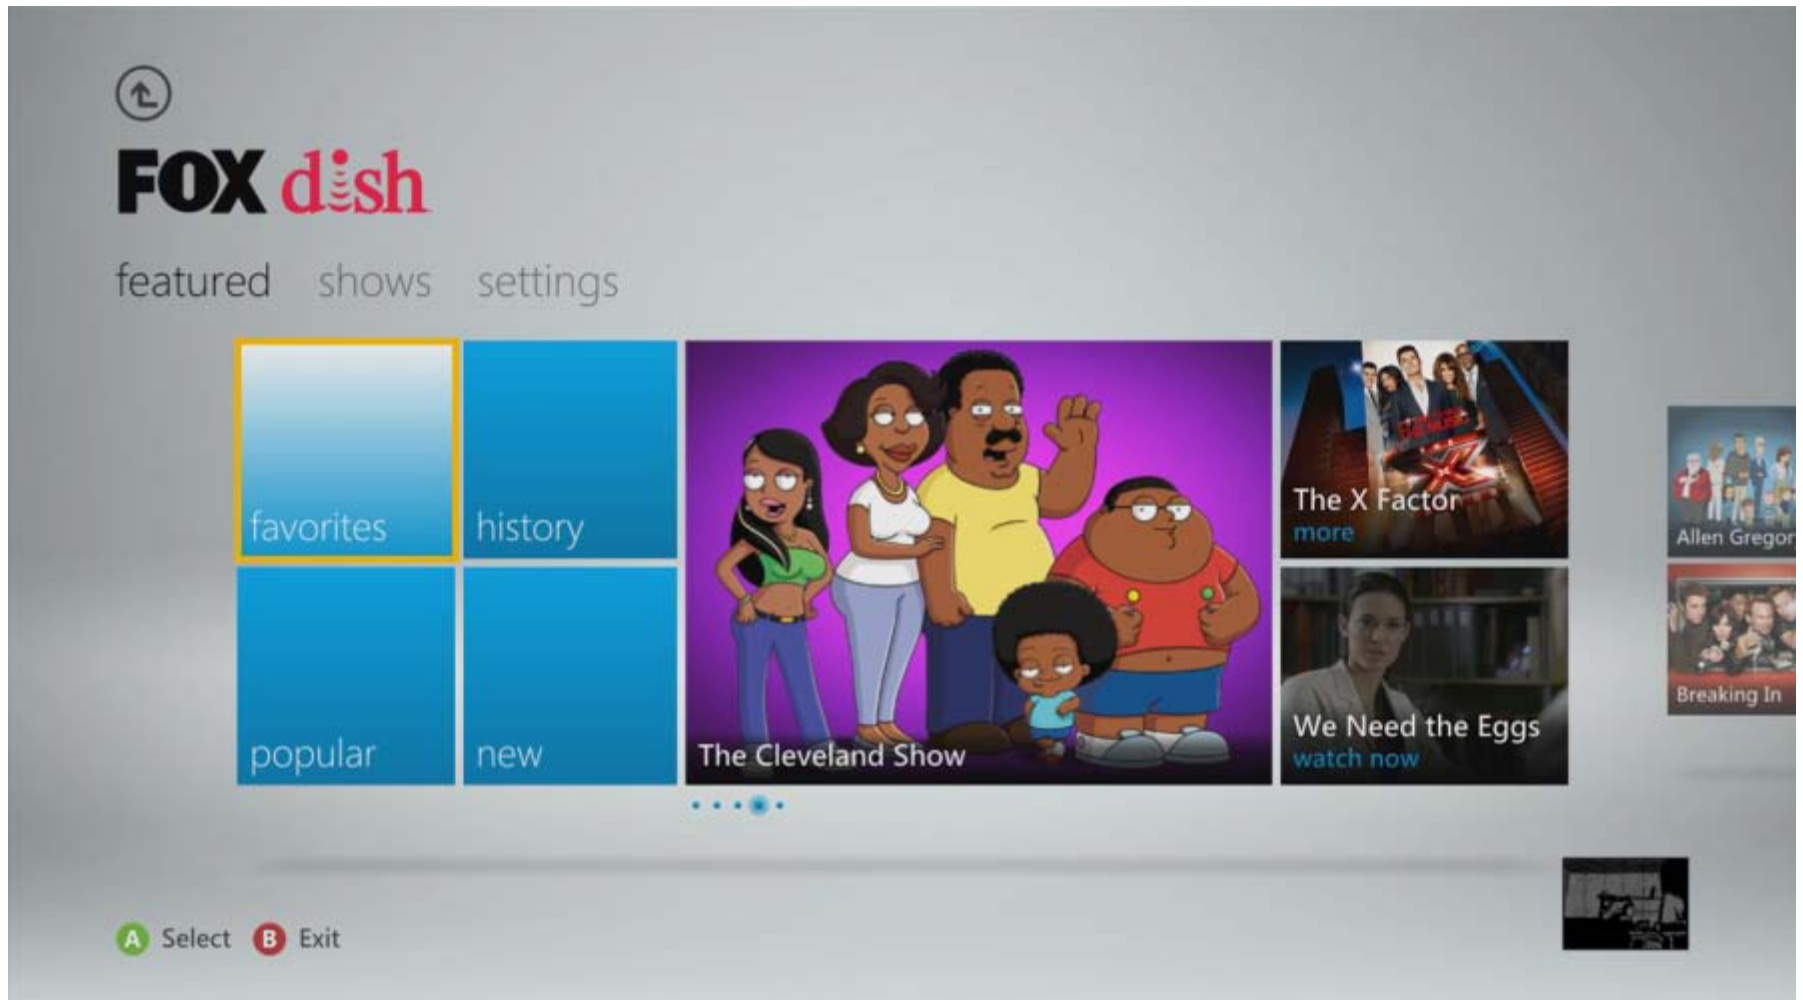 FOX dish
featured shows settings
favorites
history
popular
new
The Cleveland Show
The X Factor
more
We Need the Eggs
watch now
Allen Gregory
Breaking In
A Select B Exit